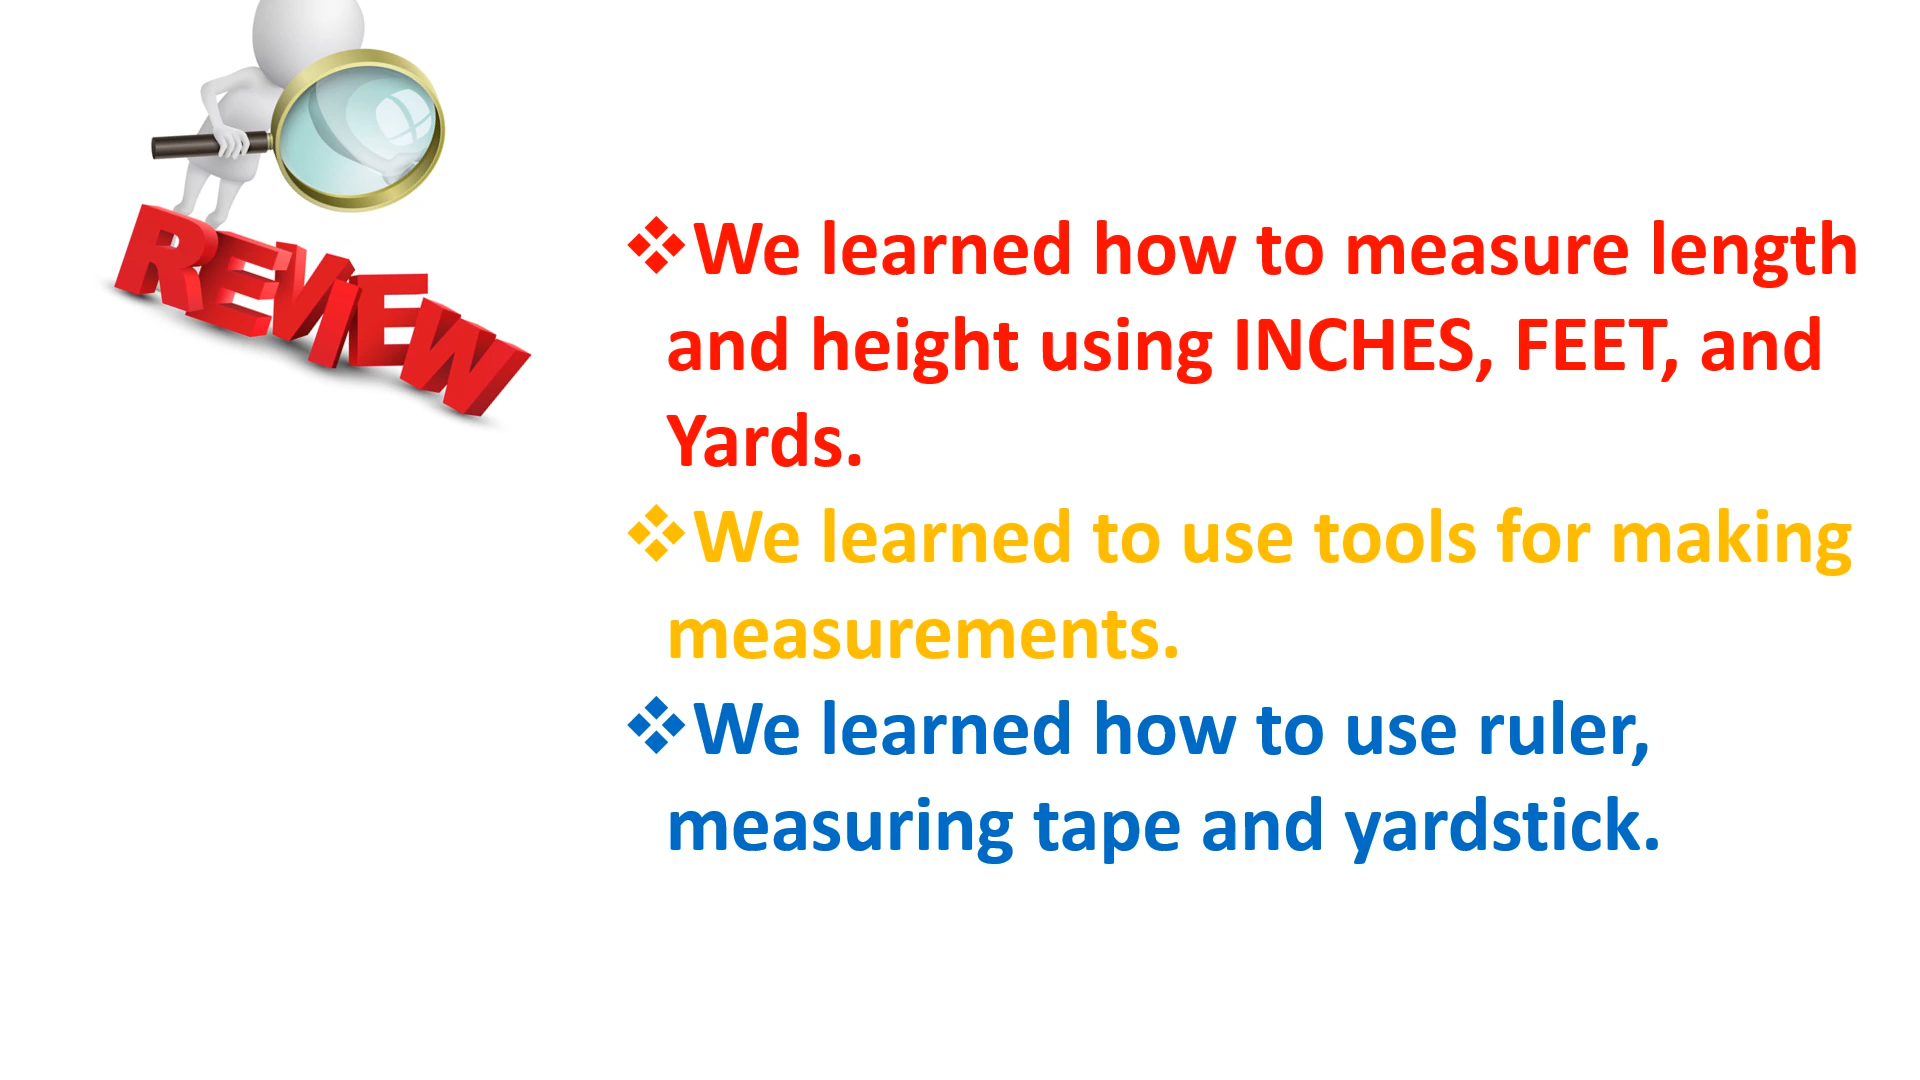 REVIEW
❖We learned how to measure length
and height using INCHES, FEET, and
Yards.
❖We learned to use tools for making
measurements.
❖We learned how to use ruler,
measuring tape and yardstick.